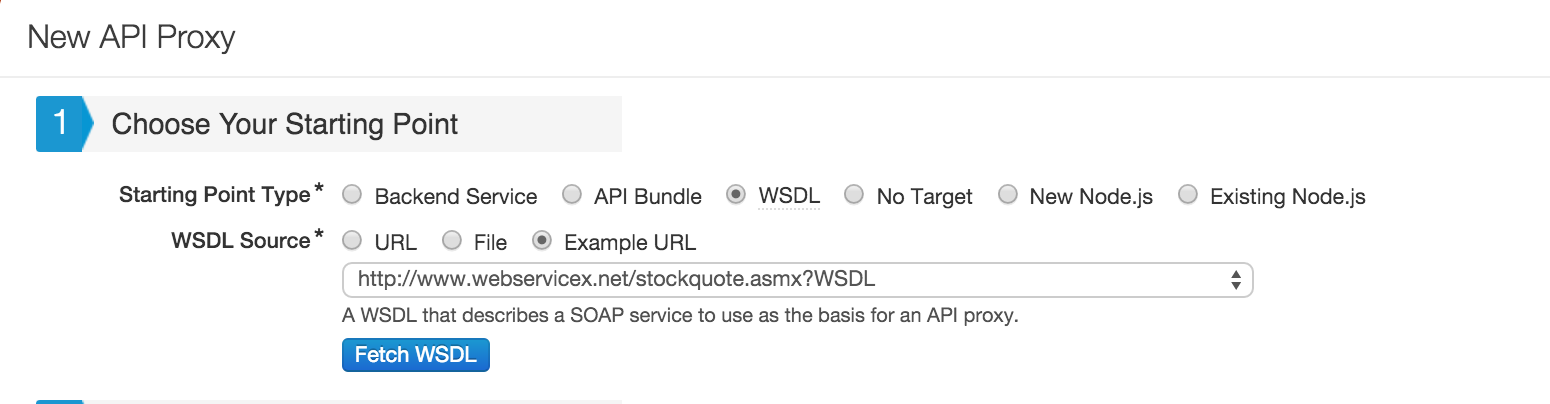 New API Proxy
1 Choose Your Starting Point
Starting Point Type* Backend Service API Bundle WSDL No Target New Node.js Existing Node.js
WSDL Source* URL File Example URL
http://www.webservicex.net/stockquote.asmx?WSDL
A WSDL that describes a SOAP service to use as the basis for an API proxy.
Fetch WSDL